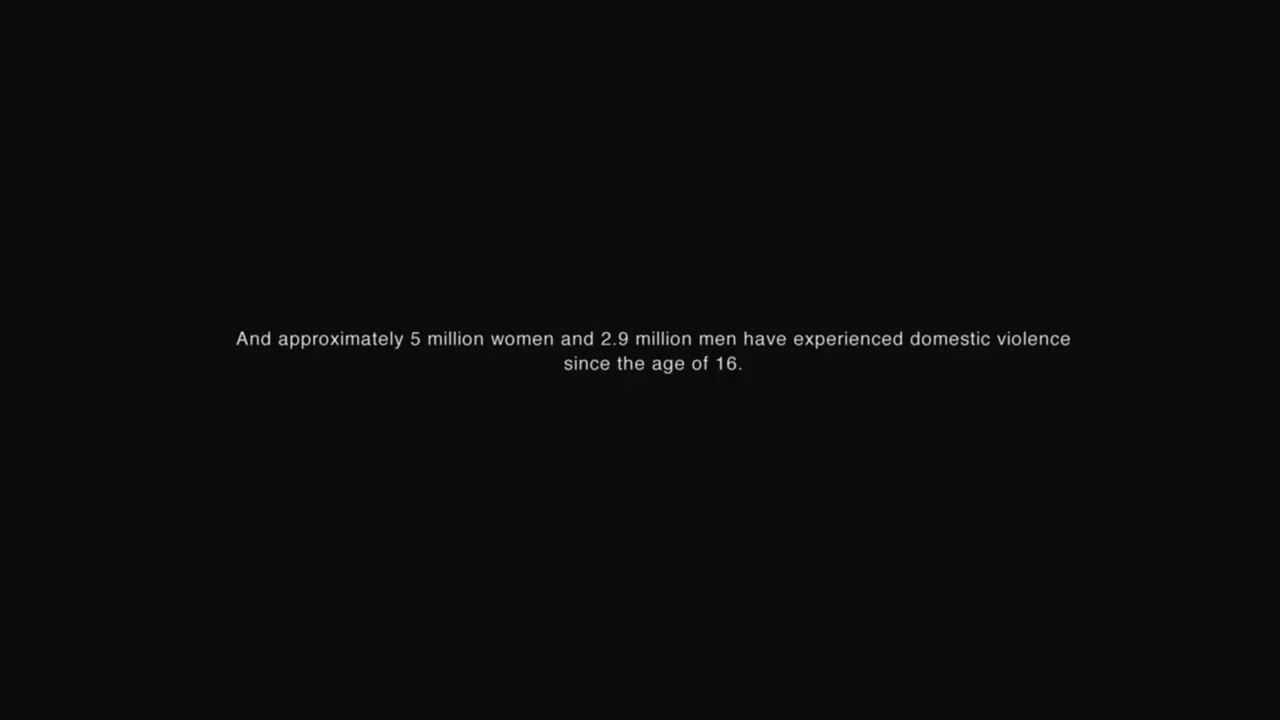 And approximately 5 million women and 2.9 million men have experienced domestic violence
since the age of 16.